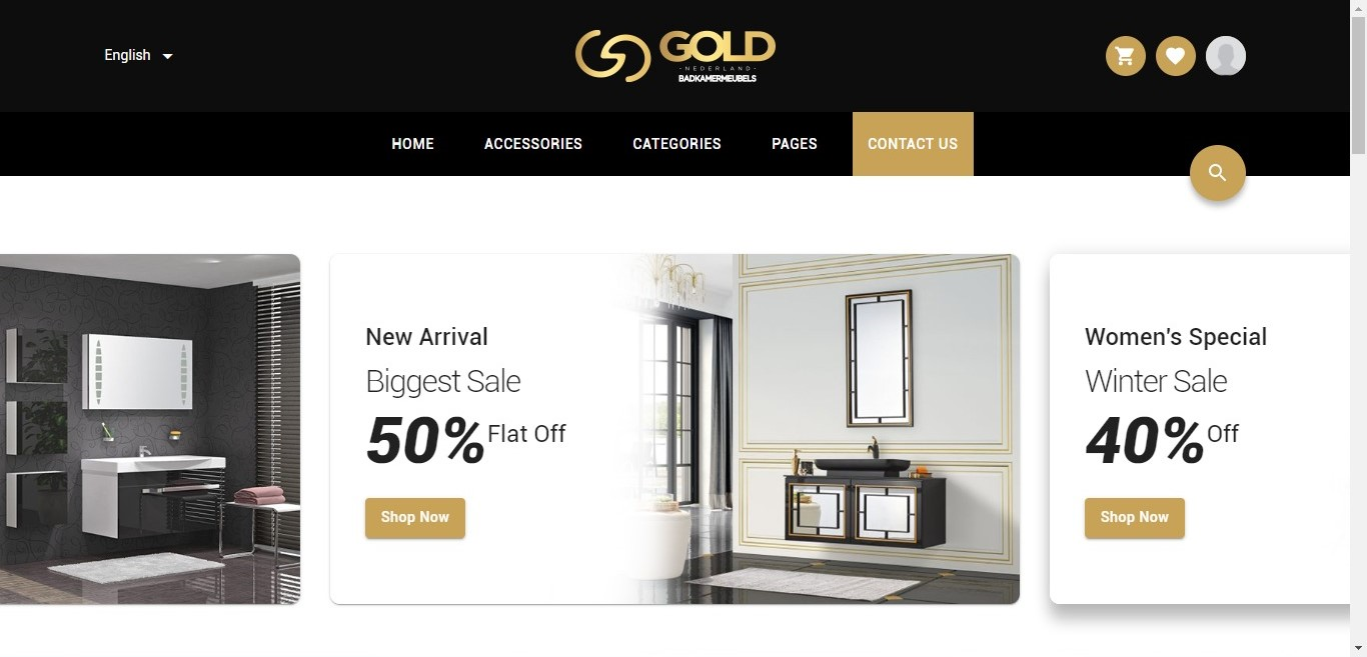 English
GOLD
-NEDERLAND-
BADKAMERMEUBELS
HOME ACCESSORIES CATEGORIES PAGES CONTACT US
New Arrival
Biggest Sale
50% Flat Off
Shop Now
Women's Special
Winter Sale
40% Off
Shop Now